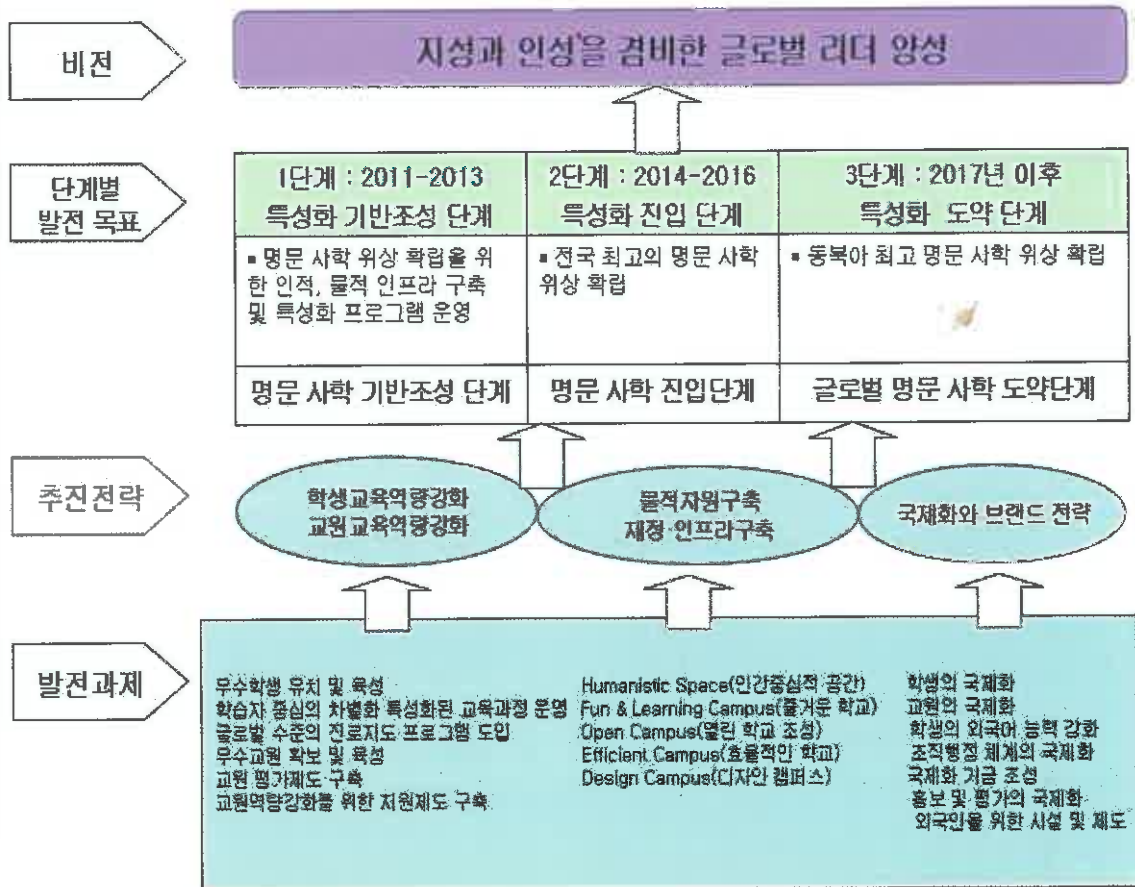 비전
지성과 인성을 겸비한 글로벌 리더 양성
단계별
발전 목표
1단계 : 2011-2013
특성화 기반조성 단계
2단계 : 2014-2016
특성화 진입 단계
3단계 : 2017년 이후
특성화 도약 단계
▪ 명문 사학 위상 확립을 위
한 인적, 물적 인프라 구축
및 특성화 프로그램 운영
▪ 전국 최고의 명문 사학
위상 확립
▪ 동북아 최고 명문 사학 위상 확립
명문 사학 기반조성 단계
명문 사학 진입단계
글로벌 명문 사학 도약단계
추진전략
학생교육역량강화
교원교육역량강화
물적자원구축
재정·인프라구축
국제화와 브랜드 전략
발전과제
우수학생 유치 및 육성
학습자 중심의 차별화 특성화된 교육과정 운영
글로벌 수준의 진로지도 프로그램 도입
우수교원 확보 및 육성
교원 평가제도 구축
교원역량강화를 위한 지원제도 구축
Humanistic Space(인간중심적 공간)
Fun & Learning Campus(즐거운 학교)
Open Campus(열린 학교 조성)
Efficient Campus(효율적인 학교)
Design Campus(디자인 캠퍼스)
학생의 국제화
교원의 국제화
학생의 외국어 능력 강화
조직행정 체계의 국제화
국제화 기금 조성
홍보 및 평가의 국제화
외국인을 위한 시설 및 제도